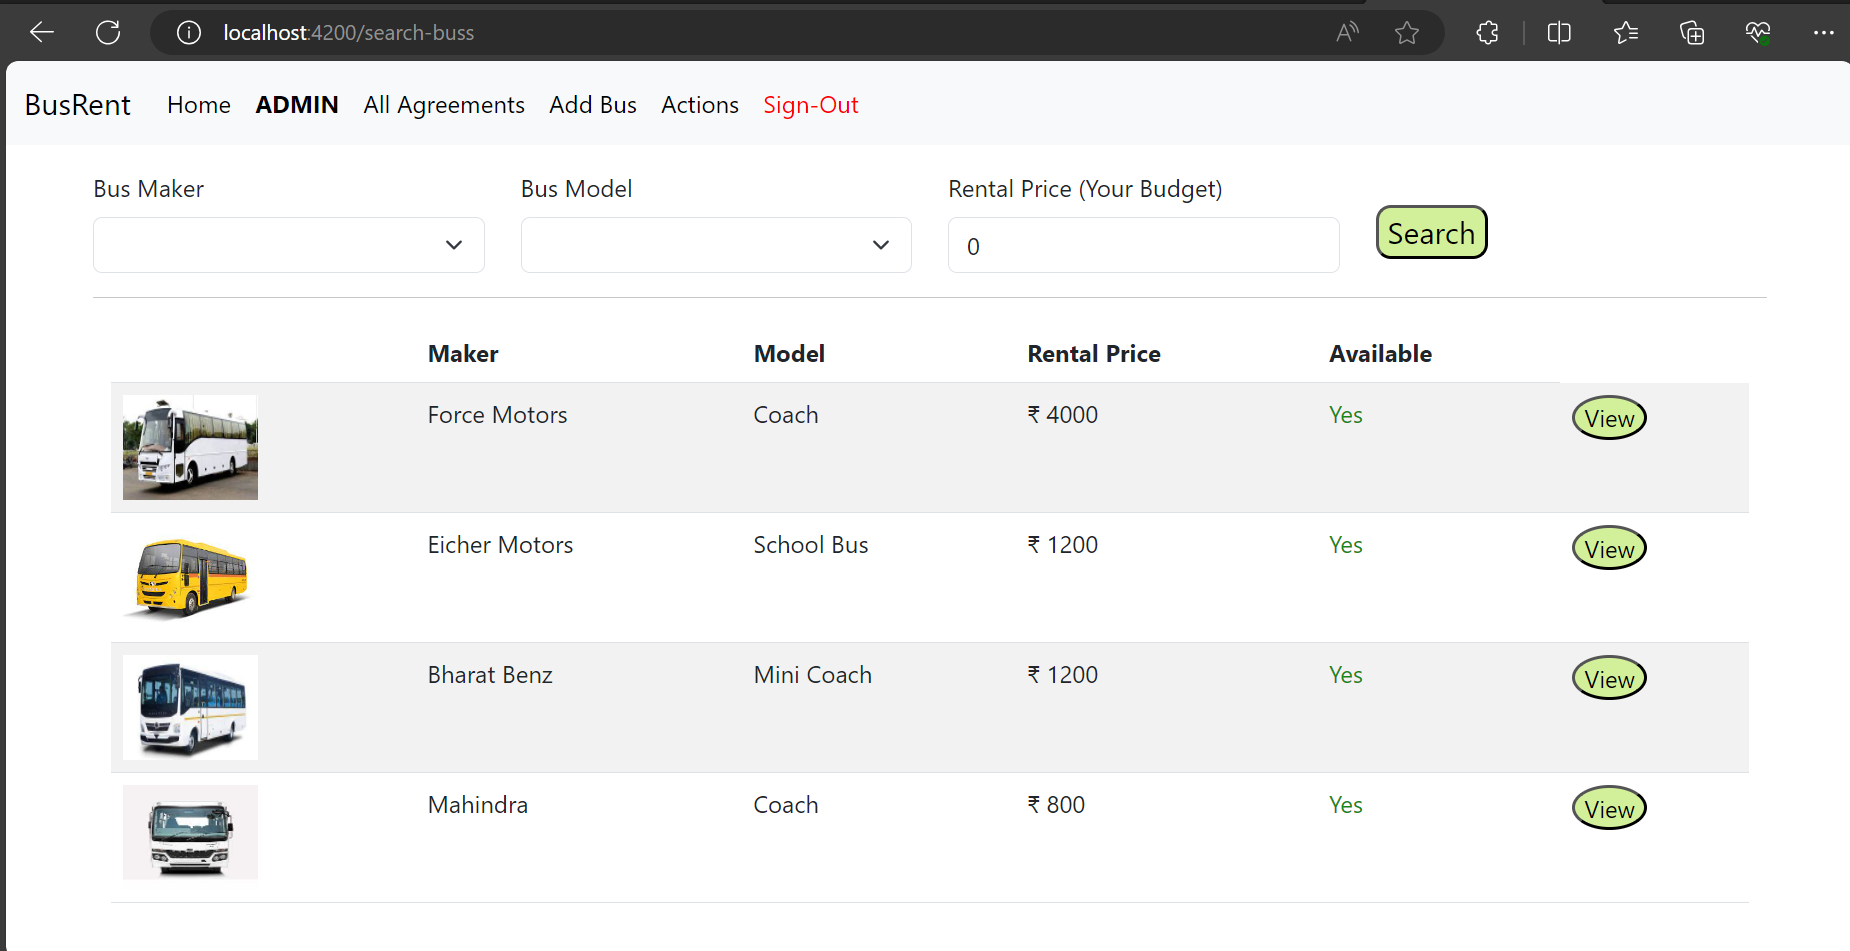 localhost:4200/search-buss
BusRent Home ADMIN All Agreements Add Bus Actions Sign-Out
Bus Maker Bus Model Rental Price (Your Budget)
0 Search
Maker Model Rental Price Available
Force Motors Coach ₹ 4000 Yes View
Eicher Motors School Bus ₹ 1200 Yes View
Bharat Benz Mini Coach ₹ 1200 Yes View
Mahindra Coach ₹ 800 Yes View